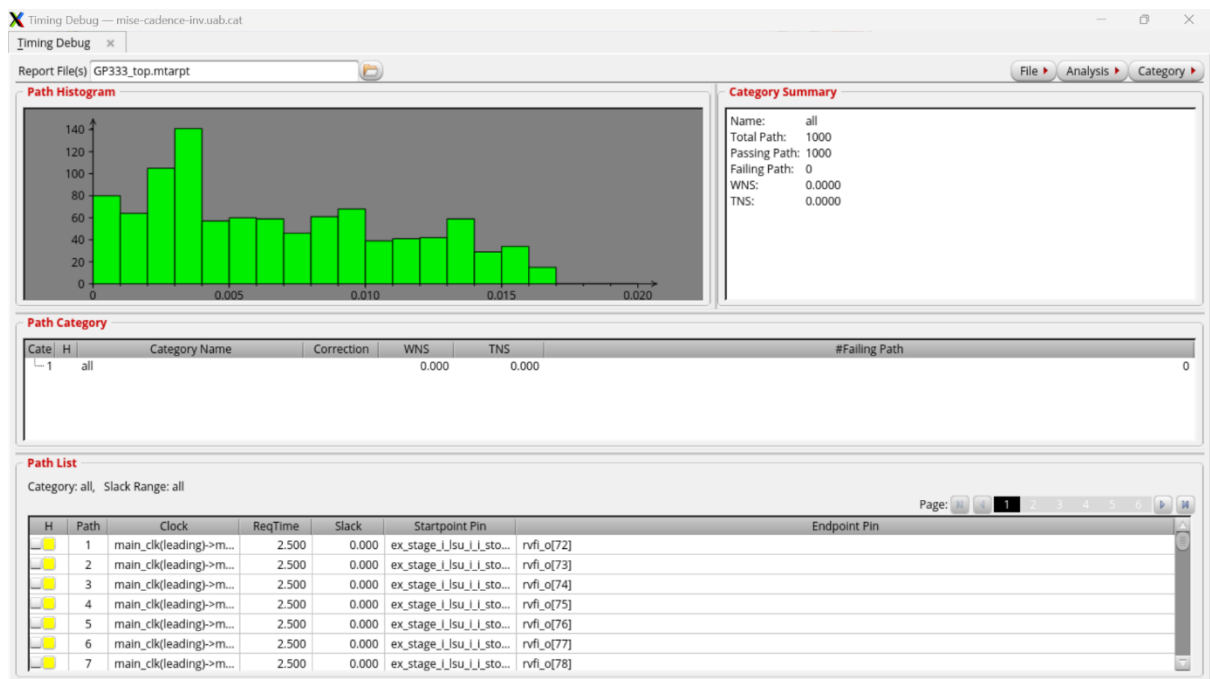 Timing Debug — mise-cadence-inv.uab.cat
Timing Debug ×
Report File(s) GP333_top.mtarpt File Analysis Category
Path Histogram
140
120
100
80
60
40
20
0
0 0.005 0.010 0.015 0.020
Category Summary
Name: all
Total Path: 1000
Passing Path: 1000
Failing Path: 0
WNS: 0.0000
TNS: 0.0000
Path Category
Cate H Category Name Correction WNS TNS #Failing Path
1 all 0.000 0.000 0
Path List
Category: all, Slack Range: all
Page: 1 2 3 4 5 6
H Path Clock ReqTime Slack Startpoint Pin Endpoint Pin
1 main_clk(leading)->m... 2.500 0.000 ex_stage_i_lsu_i_i_sto... rvfi_o[72]
2 main_clk(leading)->m... 2.500 0.000 ex_stage_i_lsu_i_i_sto... rvfi_o[73]
3 main_clk(leading)->m... 2.500 0.000 ex_stage_i_lsu_i_i_sto... rvfi_o[74]
4 main_clk(leading)->m... 2.500 0.000 ex_stage_i_lsu_i_i_sto... rvfi_o[75]
5 main_clk(leading)->m... 2.500 0.000 ex_stage_i_lsu_i_i_sto... rvfi_o[76]
6 main_clk(leading)->m... 2.500 0.000 ex_stage_i_lsu_i_i_sto... rvfi_o[77]
7 main_clk(leading)->m... 2.500 0.000 ex_stage_i_lsu_i_i_sto... rvfi_o[78]